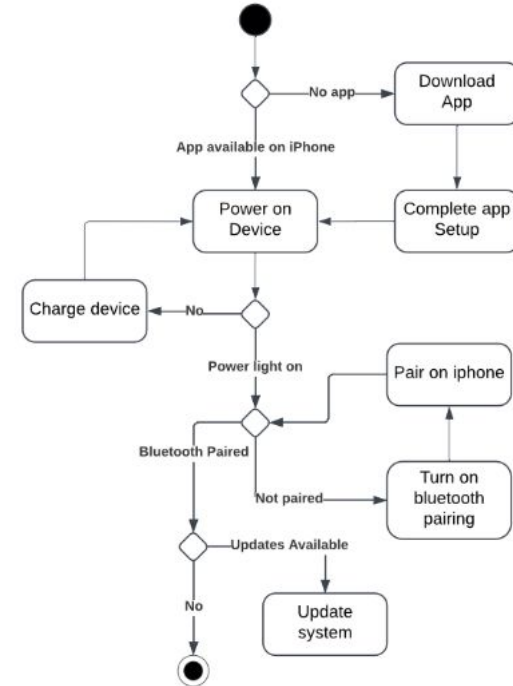 Download
App
No app
App available on iPhone
Power on
Device
Complete app
Setup
Charge device
No
Power light on
Pair on iphone
Bluetooth Paired
Not paired
Turn on
bluetooth
pairing
Updates Available
No
Update
system